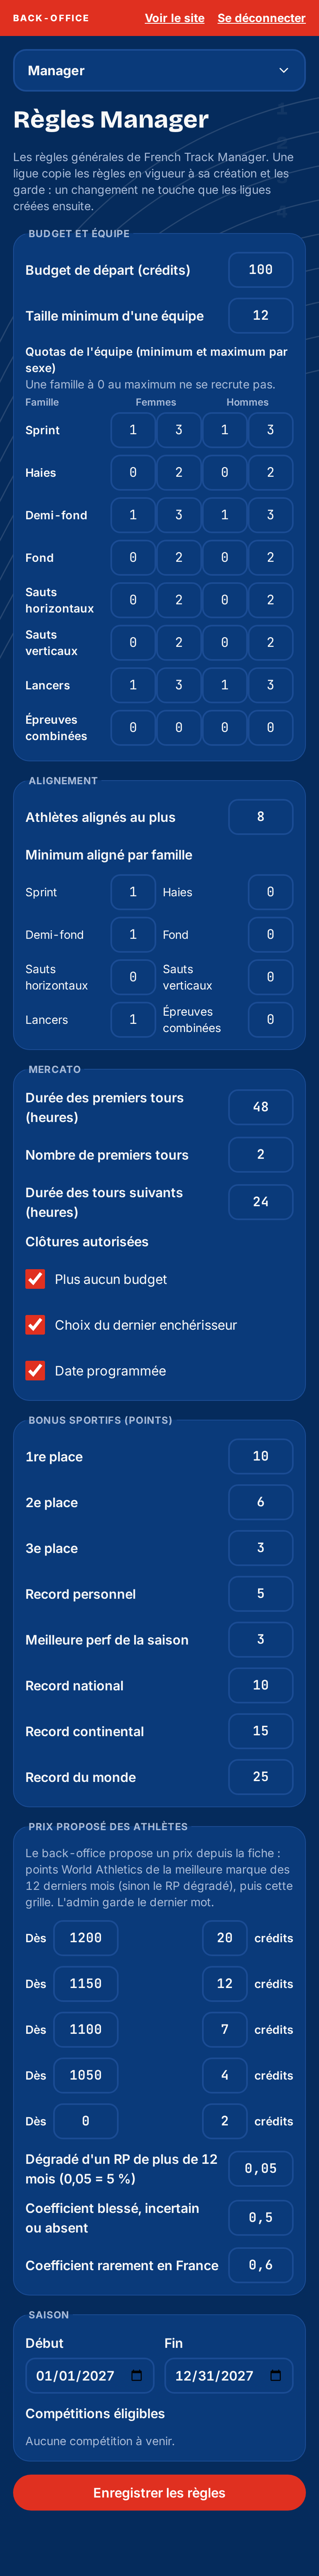 BACK-OFFICE Voir le site Se déconnecter
Manager
Règles Manager
Les règles générales de French Track Manager. Une
ligue copie les règles en vigueur à sa création et les
garde : un changement ne touche que les ligues
créées ensuite.
BUDGET ET ÉQUIPE
Budget de départ (crédits) 100
Taille minimum d'une équipe 12
Quotas de l'équipe (minimum et maximum par
sexe)
Une famille à 0 au maximum ne se recrute pas.
Famille Femmes Hommes
Sprint 1 3 1 3
Haies 0 2 0 2
Demi-fond 1 3 1 3
Fond 0 2 0 2
Sauts
horizontaux 0 2 0 2
Sauts
verticaux 0 2 0 2
Lancers 1 3 1 3
Épreuves
combinées 0 0 0 0
ALIGNEMENT
Athlètes alignés au plus 8
Minimum aligné par famille
Sprint 1 Haies 0
Demi-fond 1 Fond 0
Sauts
horizontaux 0 Sauts
verticaux 0
Lancers 1 Épreuves
combinées 0
MERCATO
Durée des premiers tours
(heures) 48
Nombre de premiers tours 2
Durée des tours suivants
(heures) 24
Clôtures autorisées
Plus aucun budget
Choix du dernier enchérisseur
Date programmée
BONUS SPORTIFS (POINTS)
1re place 10
2e place 6
3e place 3
Record personnel 5
Meilleure perf de la saison 3
Record national 10
Record continental 15
Record du monde 25
PRIX PROPOSÉ DES ATHLÈTES
Le back-office propose un prix depuis la fiche :
points World Athletics de la meilleure marque des
12 derniers mois (sinon le RP dégradé), puis cette
grille. L'admin garde le dernier mot.
Dès 1200 20 crédits
Dès 1150 12 crédits
Dès 1100 7 crédits
Dès 1050 4 crédits
Dès 0 2 crédits
Dégradé d'un RP de plus de 12
mois (0,05 = 5 %) 0,05
Coefficient blessé, incertain
ou absent 0,5
Coefficient rarement en France 0,6
SAISON
Début Fin
01/01/2027 12/31/2027
Compétitions éligibles
Aucune compétition à venir.
Enregistrer les règles